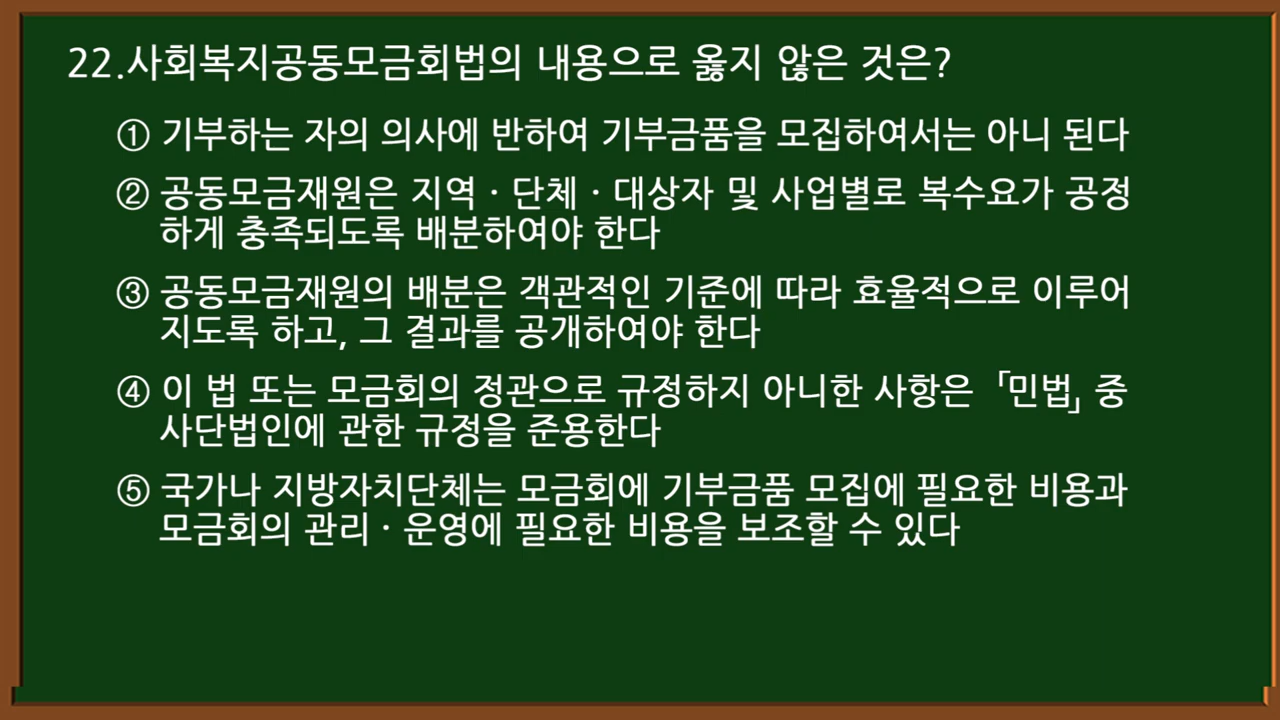 22.사회복지공동모금회법의 내용으로 옳지 않은 것은?
① 기부하는 자의 의사에 반하여 기부금품을 모집하여서는 아니 된다
② 공동모금재원은 지역·단체·대상자 및 사업별로 복수요가 공정
하게 충족되도록 배분하여야 한다
③ 공동모금재원의 배분은 객관적인 기준에 따라 효율적으로 이루어
지도록 하고, 그 결과를 공개하여야 한다
④ 이 법 또는 모금회의 정관으로 규정하지 아니한 사항은 「민법」 중
사단법인에 관한 규정을 준용한다
⑤ 국가나 지방자치단체는 모금회에 기부금품 모집에 필요한 비용과
모금회의 관리·운영에 필요한 비용을 보조할 수 있다